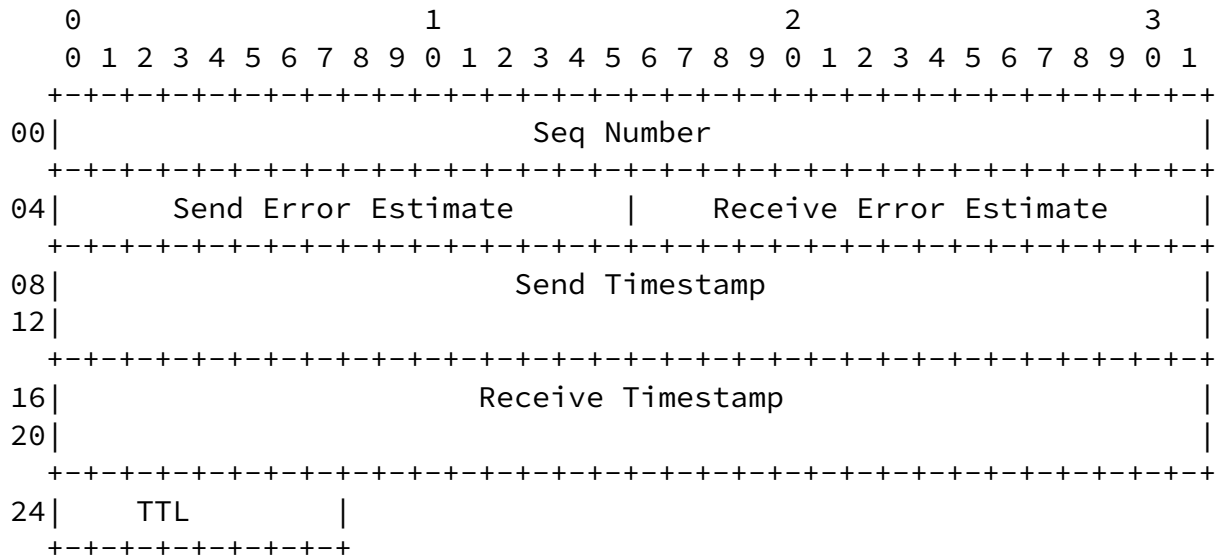 0                   1                   2                   3
0 1 2 3 4 5 6 7 8 9 0 1 2 3 4 5 6 7 8 9 0 1 2 3 4 5 6 7 8 9 0 1
+-+-+-+-+-+-+-+-+-+-+-+-+-+-+-+-+-+-+-+-+-+-+-+-+-+-+-+-+-+-+-+-+
00|                          Seq Number                           |
+-+-+-+-+-+-+-+-+-+-+-+-+-+-+-+-+-+-+-+-+-+-+-+-+-+-+-+-+-+-+-+-+
04|      Send Error Estimate      |    Receive Error Estimate     |
+-+-+-+-+-+-+-+-+-+-+-+-+-+-+-+-+-+-+-+-+-+-+-+-+-+-+-+-+-+-+-+-+
08|                         Send Timestamp                        |
12|                                                               |
+-+-+-+-+-+-+-+-+-+-+-+-+-+-+-+-+-+-+-+-+-+-+-+-+-+-+-+-+-+-+-+-+
16|                       Receive Timestamp                       |
20|                                                               |
+-+-+-+-+-+-+-+-+-+-+-+-+-+-+-+-+-+-+-+-+-+-+-+-+-+-+-+-+-+-+-+-+
24|    TTL        |
+-+-+-+-+-+-+-+-+